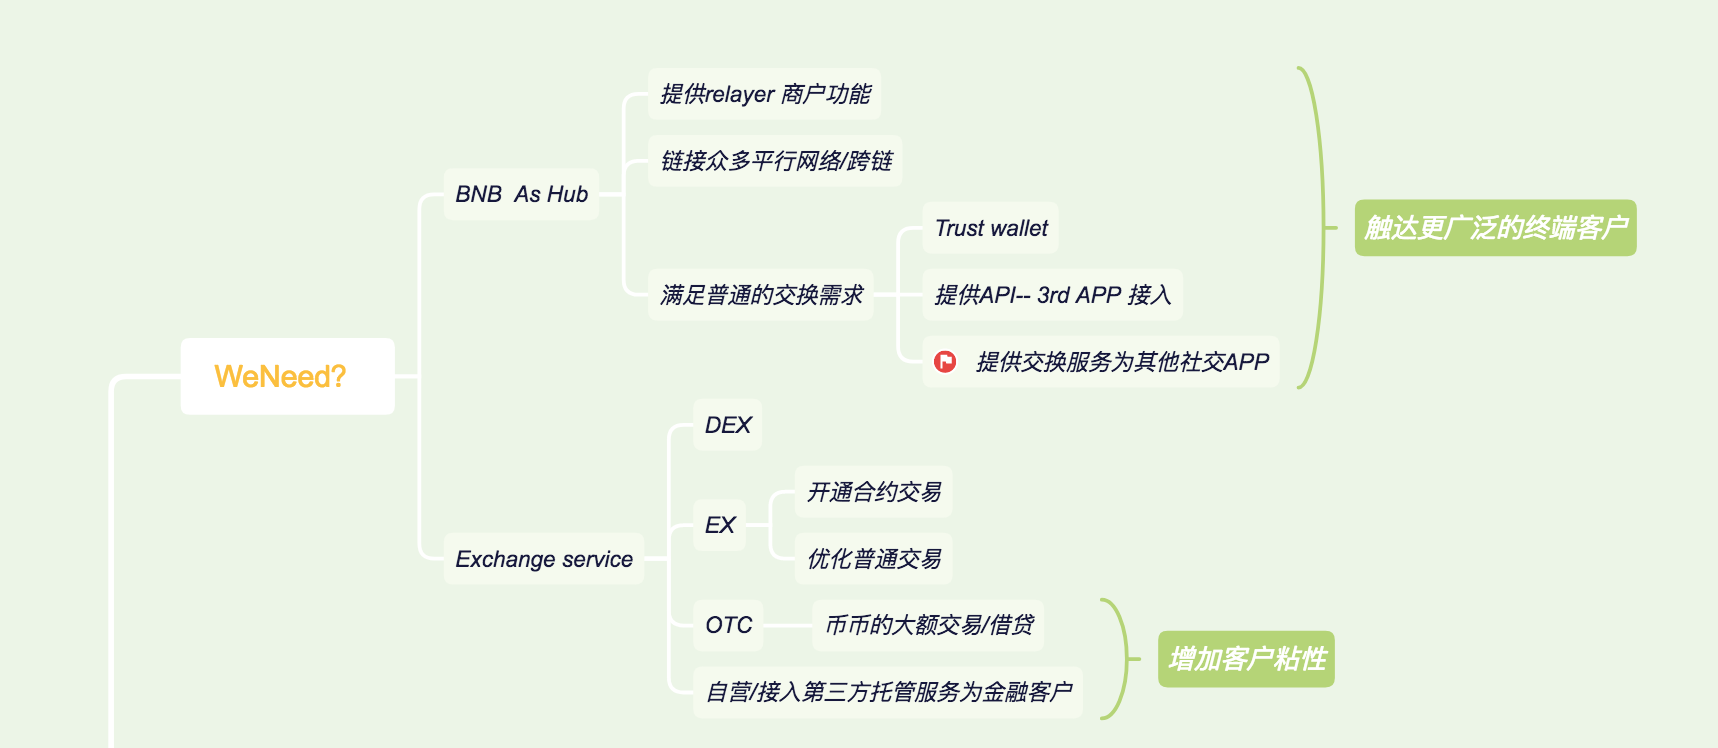 提供relayer 商户功能
链接众多平行网络/跨链
BNB  As Hub
Trust wallet
触达更广泛的终端客户
满足普通的交换需求
提供API-- 3rd APP 接入
提供交换服务为其他社交APP
WeNeed?
DEX
开通合约交易
EX
优化普通交易
Exchange service
OTC
币币的大额交易/借贷
增加客户粘性
自营/接入第三方托管服务为金融客户